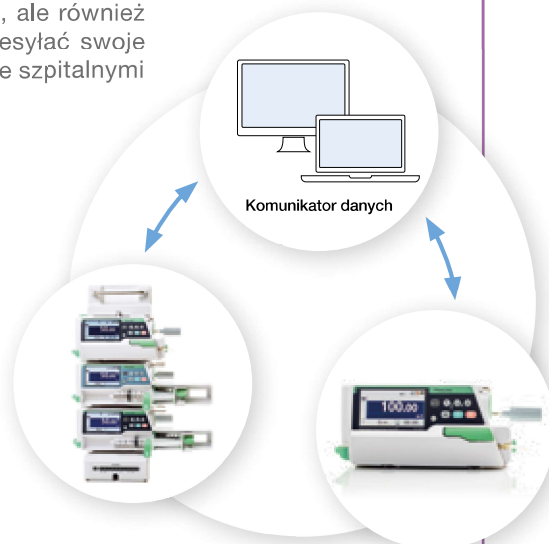 , ale również
esyłać swoje
e szpitalnymi
Komunikator danych
100.00